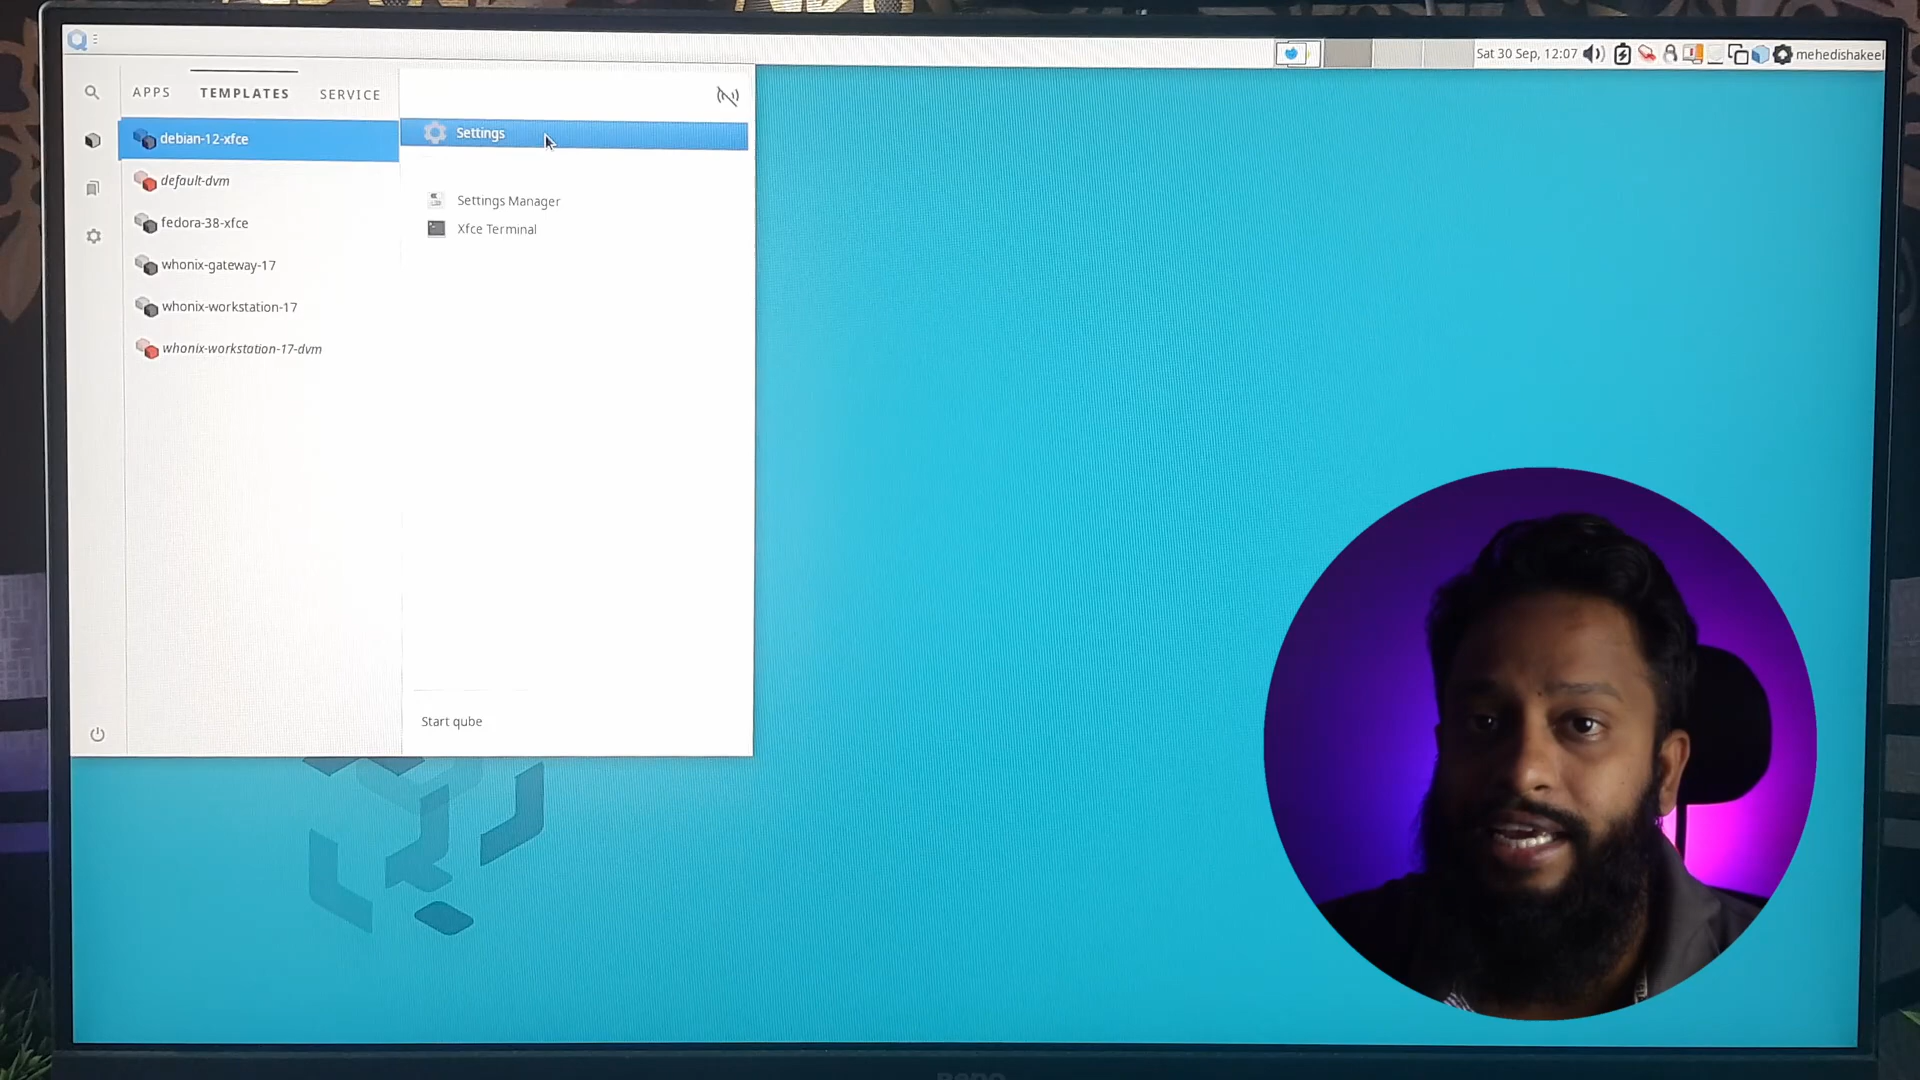 Sat 30 Sep, 12:07
mehedishakeel
APPS
TEMPLATES
SERVICE
debian-12-xfce
default-dvm
fedora-38-xfce
whonix-gateway-17
whonix-workstation-17
whonix-workstation-17-dvm
Settings
Settings Manager
Xfce Terminal
Start qube